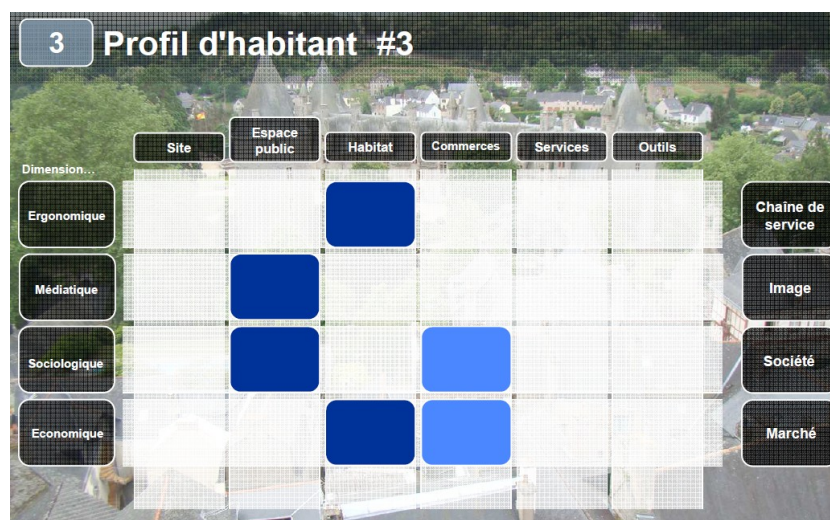 3 Profil d'habitant #3
Site
Espace
public
Habitat
Commerces
Services
Outils
Dimension...
Ergonomique
Chaîne de
service
Médiatique
Image
Sociologique
Société
Economique
Marché